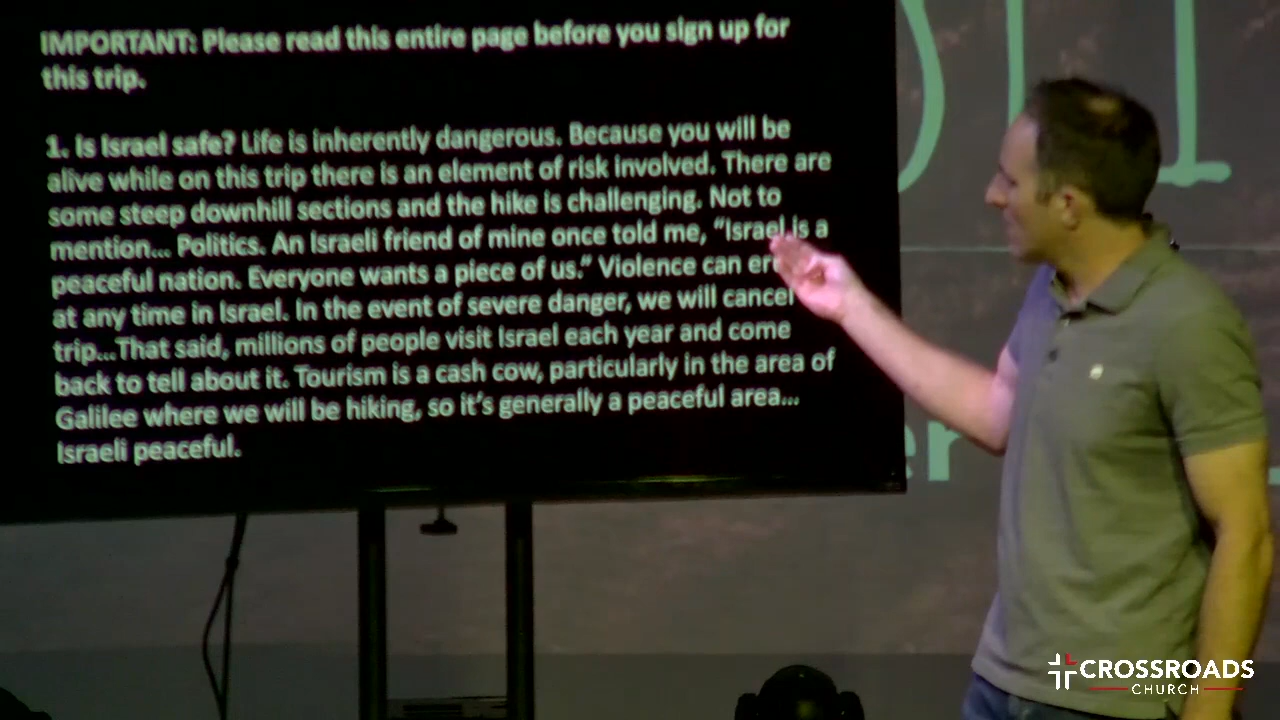 IMPORTANT: Please read this entire page before you sign up for
this trip.
1. Is Israel safe? Life is inherently dangerous. Because you will be
alive while on this trip there is an element of risk involved. There are
some steep downhill sections and the hike is challenging. Not to
mention... Politics. An Israeli friend of mine once told me, “Israel is a
peaceful nation. Everyone wants a piece of us.” Violence can
at any time in Israel. In the event of severe danger, we will cancel
trip...That said, millions of people visit Israel each year and come
back to tell about it. Tourism is a cash cow, particularly in the area of
Galilee where we will be hiking, so it’s generally a peaceful area...
Israeli peaceful.
CROSSROADS
CHURCH